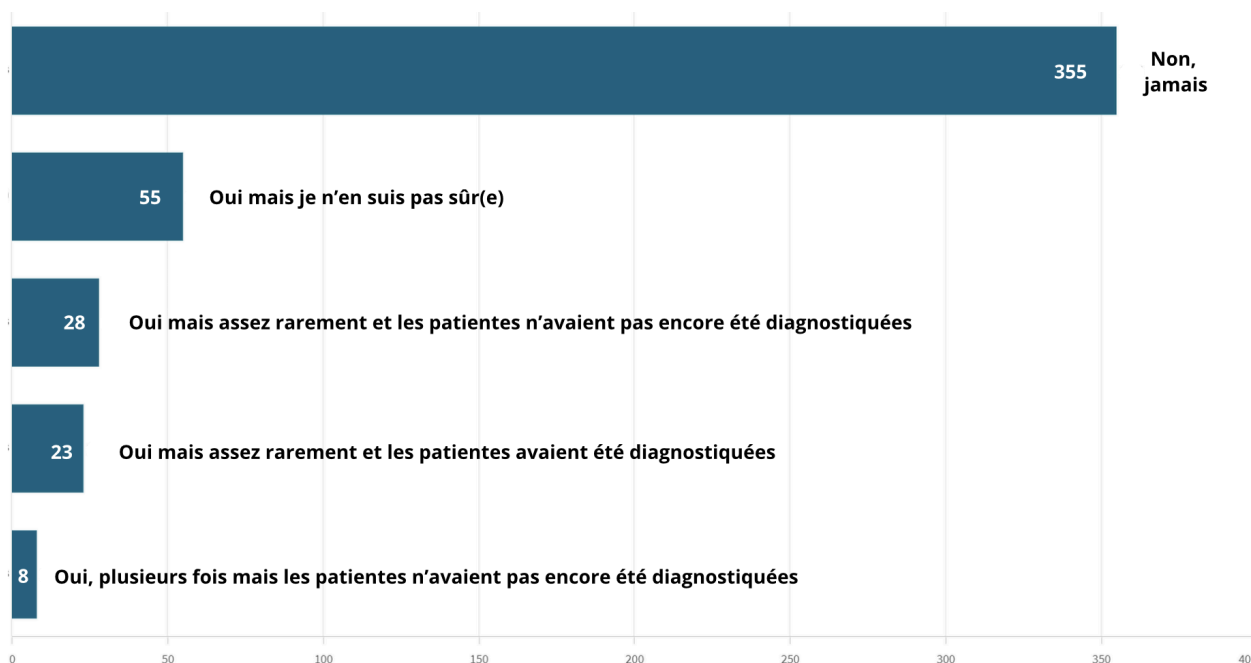 355
Non,
jamais
55
Oui mais je n’en suis pas sûr(e)
28
Oui mais assez rarement et les patientes n’avaient pas encore été diagnostiquées
23
Oui mais assez rarement et les patientes avaient été diagnostiquées
8
Oui, plusieurs fois mais les patientes n’avaient pas encore été diagnostiquées
0 50 100 150 200 250 300 350 40